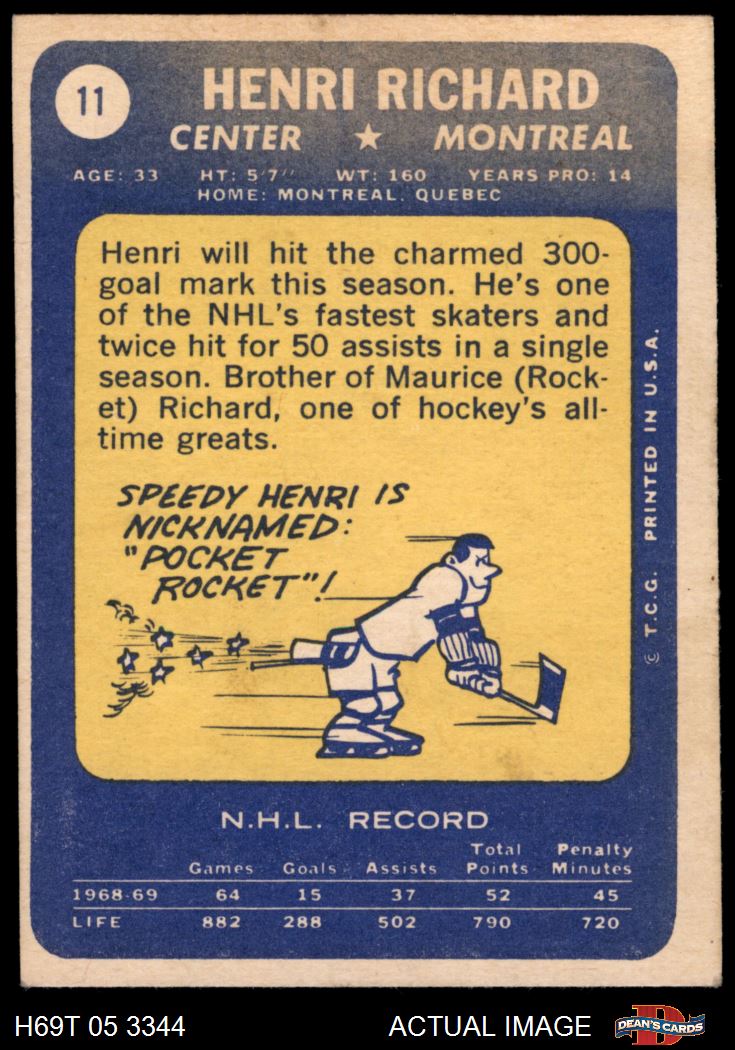 11
HENRI RICHARD
CENTER ★ MONTREAL
AGE: 33 HT: 5'7" WT: 160 YEARS PRO: 14
HOME: MONTREAL, QUEBEC
Henri will hit the charmed 300-
goal mark this season. He's one
of the NHL's fastest skaters and
twice hit for 50 assists in a single
season. Brother of Maurice (Rock-
et) Richard, one of hockey's all-
time greats.
SPEEDY HENRI IS
NICKNAMED:
"POCKET
ROCKET"!
© T.C.G. PRINTED IN U.S.A.
N.H.L. RECORD
Games Goals Assists Total Points Penalty Minutes
1968-69 64 15 37 52 45
LIFE 882 288 502 790 720
H69T 05 3344 ACTUAL IMAGE
D
DEAN'S CARDS